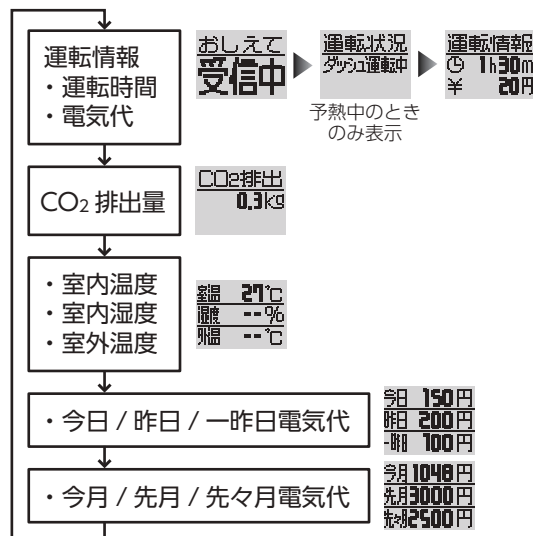 運転情報
・運転時間
・電気代
おしえて
受信中
運転状況
ダッシュ運転中
予熱中のとき
のみ表示
運転情報
1h30m
¥ 20円
CO2 排出量
CO2排出
0.3kg
・室内温度
・室内湿度
・室外温度
室温 27℃
湿度 --%
外温 --℃
・今日 / 昨日 / 一昨日電気代
今日 150円
昨日 200円
一昨日 100円
・今月 / 先月 / 先々月電気代
今月1048円
先月3000円
先々月2500円